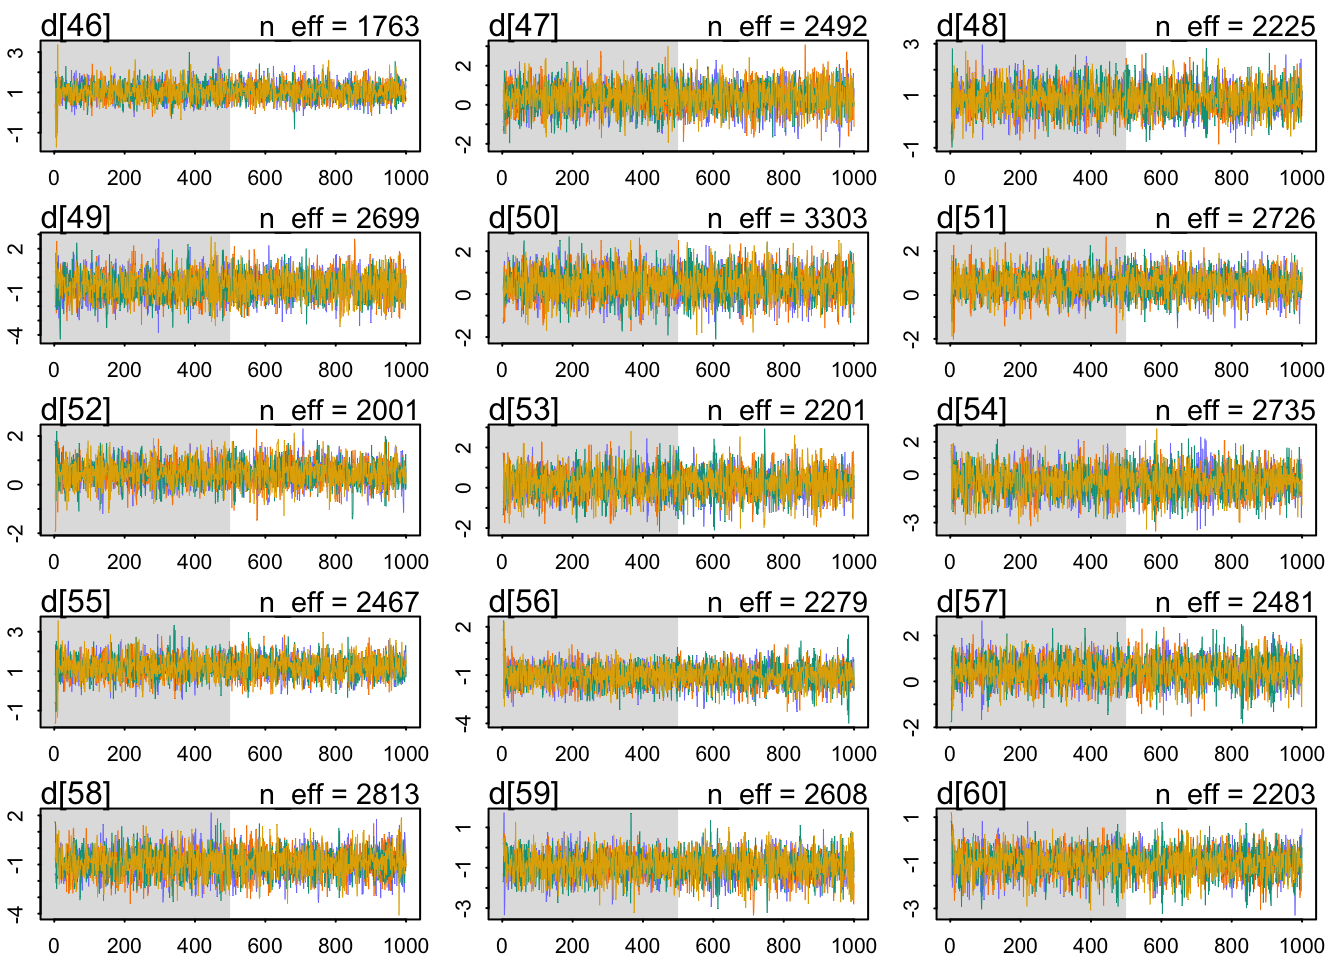 d[46] n_eff = 1763 d[47] n_eff = 2492 d[48] n_eff = 2225
3 1 -1 2 0 -2 3 1 -1
0 200 400 600 800 1000 0 200 400 600 800 1000 0 200 400 600 800 1000
d[49] n_eff = 2699 d[50] n_eff = 3303 d[51] n_eff = 2726
2 -1 -4 2 0 -2 2 0 -2
0 200 400 600 800 1000 0 200 400 600 800 1000 0 200 400 600 800 1000
d[52] n_eff = 2001 d[53] n_eff = 2201 d[54] n_eff = 2735
2 0 -2 2 0 -2 2 0 -3
0 200 400 600 800 1000 0 200 400 600 800 1000 0 200 400 600 800 1000
d[55] n_eff = 2467 d[56] n_eff = 2279 d[57] n_eff = 2481
3 1 -1 2 -1 -4 2 0 -2
0 200 400 600 800 1000 0 200 400 600 800 1000 0 200 400 600 800 1000
d[58] n_eff = 2813 d[59] n_eff = 2608 d[60] n_eff = 2203
2 -1 -4 1 -1 -3 1 -1 -3
0 200 400 600 800 1000 0 200 400 600 800 1000 0 200 400 600 800 1000